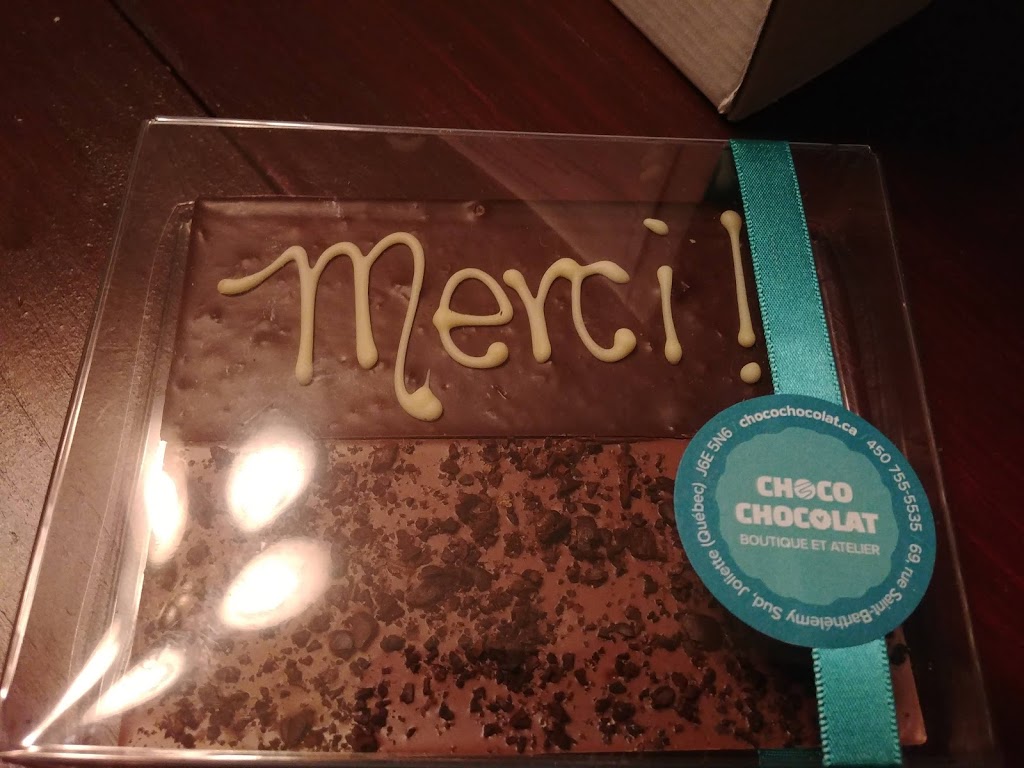 Merci !
chocochocolat.ca / 450 755-5535
69, rue Saint-Barthélemy Sud, Joliette (Québec) J6E 5N6
CHOCO
CHOCOLAT
BOUTIQUE ET ATELIER